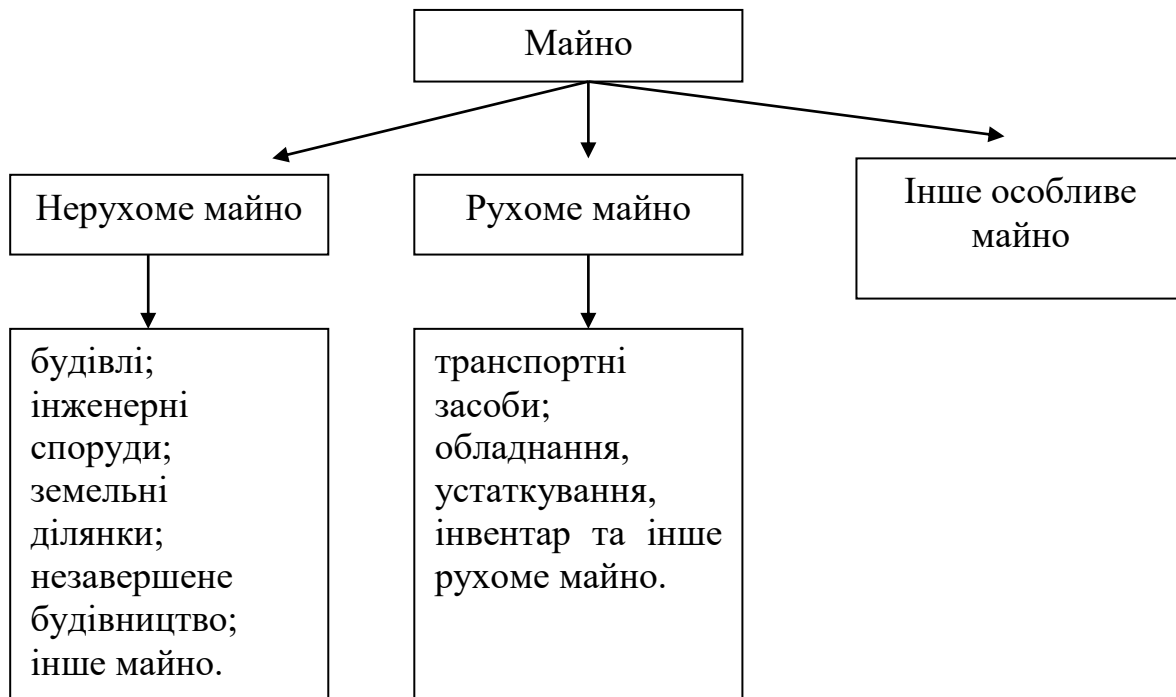 Майно
Нерухоме майно
Рухоме майно
Інше особливе
майно
будівлі;
інженерні
споруди;
земельні
ділянки;
незавершене
будівництво;
інше майно.
транспортні
засоби;
обладнання,
устаткування,
інвентар та інше
рухоме майно.